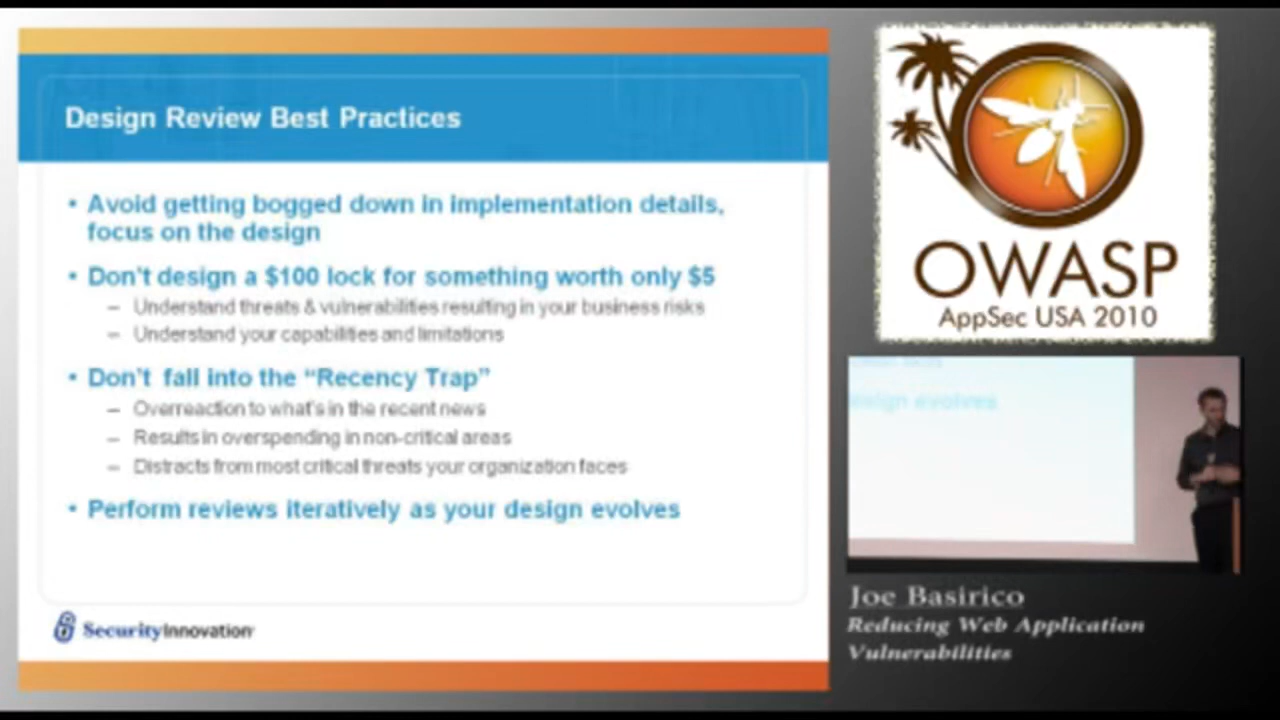 Design Review Best Practices
• Avoid getting bogged down in implementation details,
focus on the design
• Don't design a $100 lock for something worth only $5
– Understand threats & vulnerabilities resulting in your business risks
– Understand your capabilities and limitations
• Don't fall into the “Recency Trap”
– Overreaction to what's in the recent news
– Results in overspending in non-critical areas
– Distracts from most critical threats your organization faces
• Perform reviews iteratively as your design evolves
SecurityInnovation
OWASP
AppSec USA 2010
design evolves
Joe Basirico
Reducing Web Application
Vulnerabilities